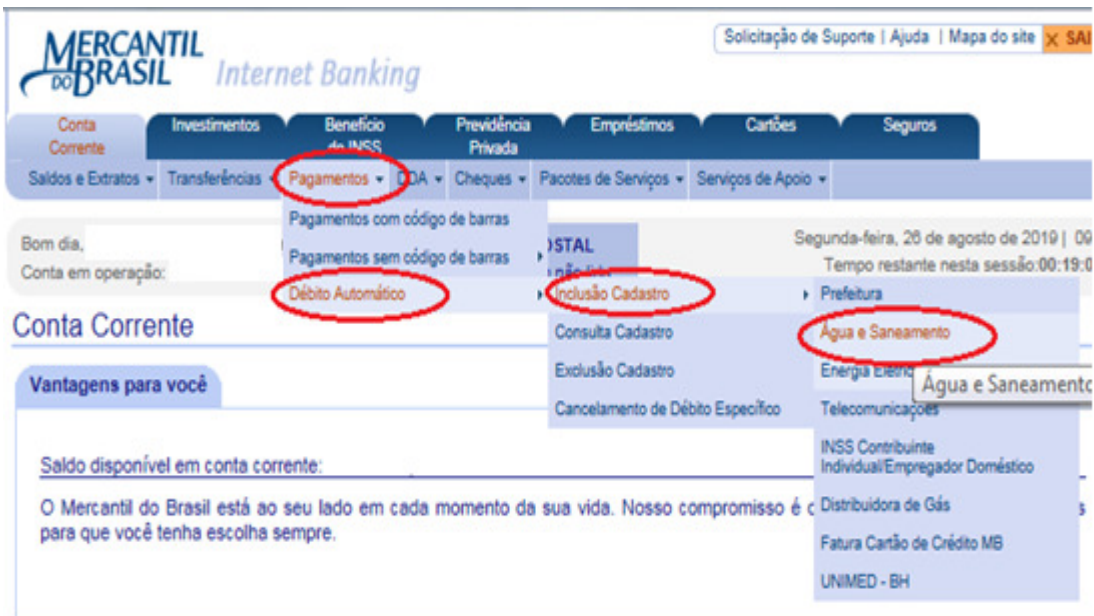 Solicitação de Suporte | Ajuda | Mapa do site X SAI
MERCANTIL
DO BRASIL Internet Banking
Conta Corrente
Investimentos
Benefício do INSS
Previdência Privada
Empréstimos
Cartões
Seguros
Saldos e Extratos
Transferências
Pagamentos
DDA
Cheques
Pacotes de Serviços
Serviços de Apoio
Pagamentos com código de barras
Pagamentos sem código de barras
Débito Automático
Bom dia,
Conta em operação:
OSTAL
Segunda-feira, 26 de agosto de 2019 | 09
Tempo restante nesta sessão:00:19:0
Inclusão Cadastro
Consulta Cadastro
Exclusão Cadastro
Cancelamento de Débito Específico
Prefeitura
Água e Saneamento
Energia
Água e Saneamento
Telecomunicações
INSS Contribuinte
Individual/Empregador Doméstico
Distribuidora de Gás
Fatura Cartão de Crédito MB
UNIMED - BH
Conta Corrente
Vantagens para você
Saldo disponível em conta corrente:
O Mercantil do Brasil está ao seu lado em cada momento da sua vida. Nosso compromisso é
para que você tenha escolha sempre.